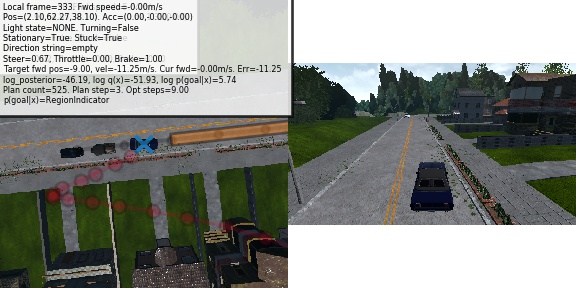 Local frame=333. Fwd speed=-0.00m/s
Pos=(2.10,62.27,38.10). Acc=(0.00,-0.00,-0.00)
Light state=NONE. Turning=False
Stationary=True. Stuck=True
Direction string=empty
Steer=0.67, Throttle=0.00, Brake=1.00
Target fwd pos=-9.00, vel=-11.25m/s. Cur fwd=-0.00m/s. Err=-11.25
log_posterior=-46.19, log q(x)=-51.93, log p(goal|x)=5.74
Plan count=525. Plan step=3. Opt steps=9.00
p(goal|x)=RegionIndicator